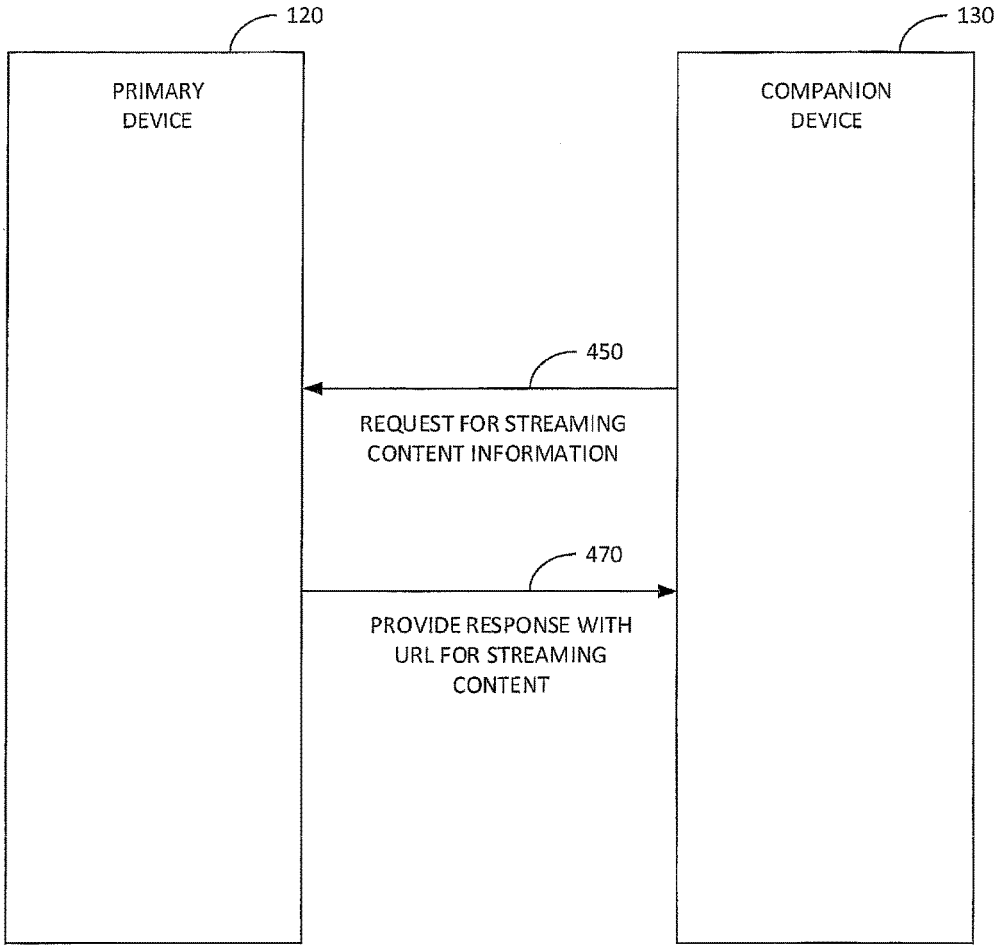 120
130
PRIMARY
DEVICE
COMPANION
DEVICE
450
REQUEST FOR STREAMING
CONTENT INFORMATION
470
PROVIDE RESPONSE WITH
URL FOR STREAMING
CONTENT